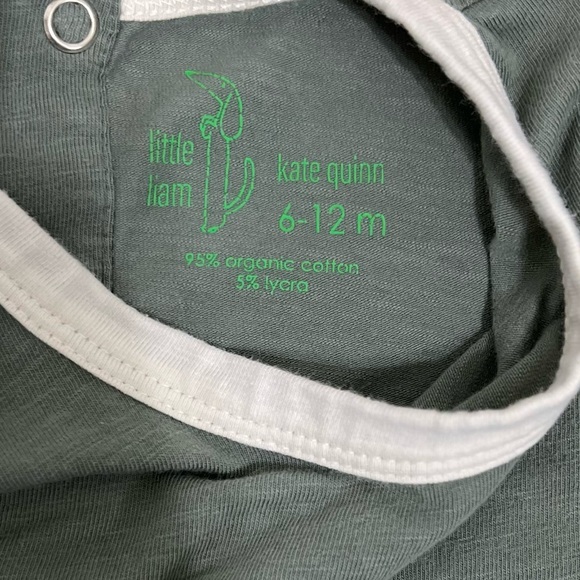 little
liam
kate quinn
6-12 m
95% organic cotton
5% lycra